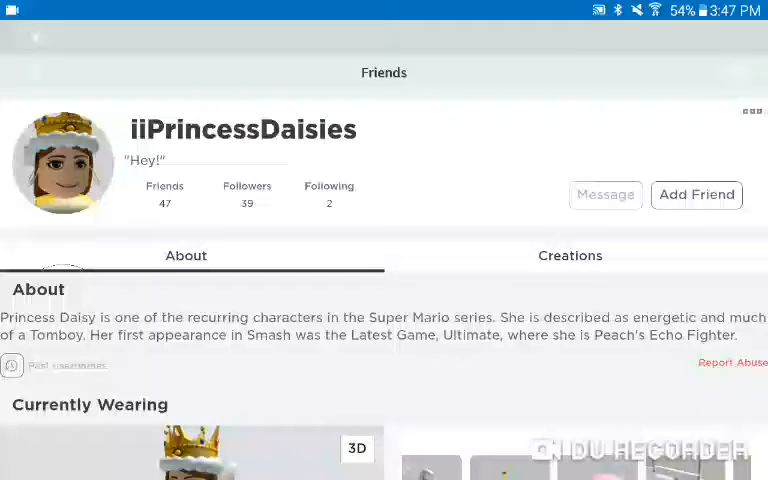 54% 3:47 PM
Friends
iiPrincessDaisies
"Hey!"
Friends Followers Following
47 39 2
Message Add Friend
About Creations
About
Princess Daisy is one of the recurring characters in the Super Mario series. She is described as energetic and much
of a Tomboy. Her first appearance in Smash was the Latest Game, Ultimate, where she is Peach's Echo Fighter.
Past usernames
Report Abuse
Currently Wearing
3D
DU RECORDER